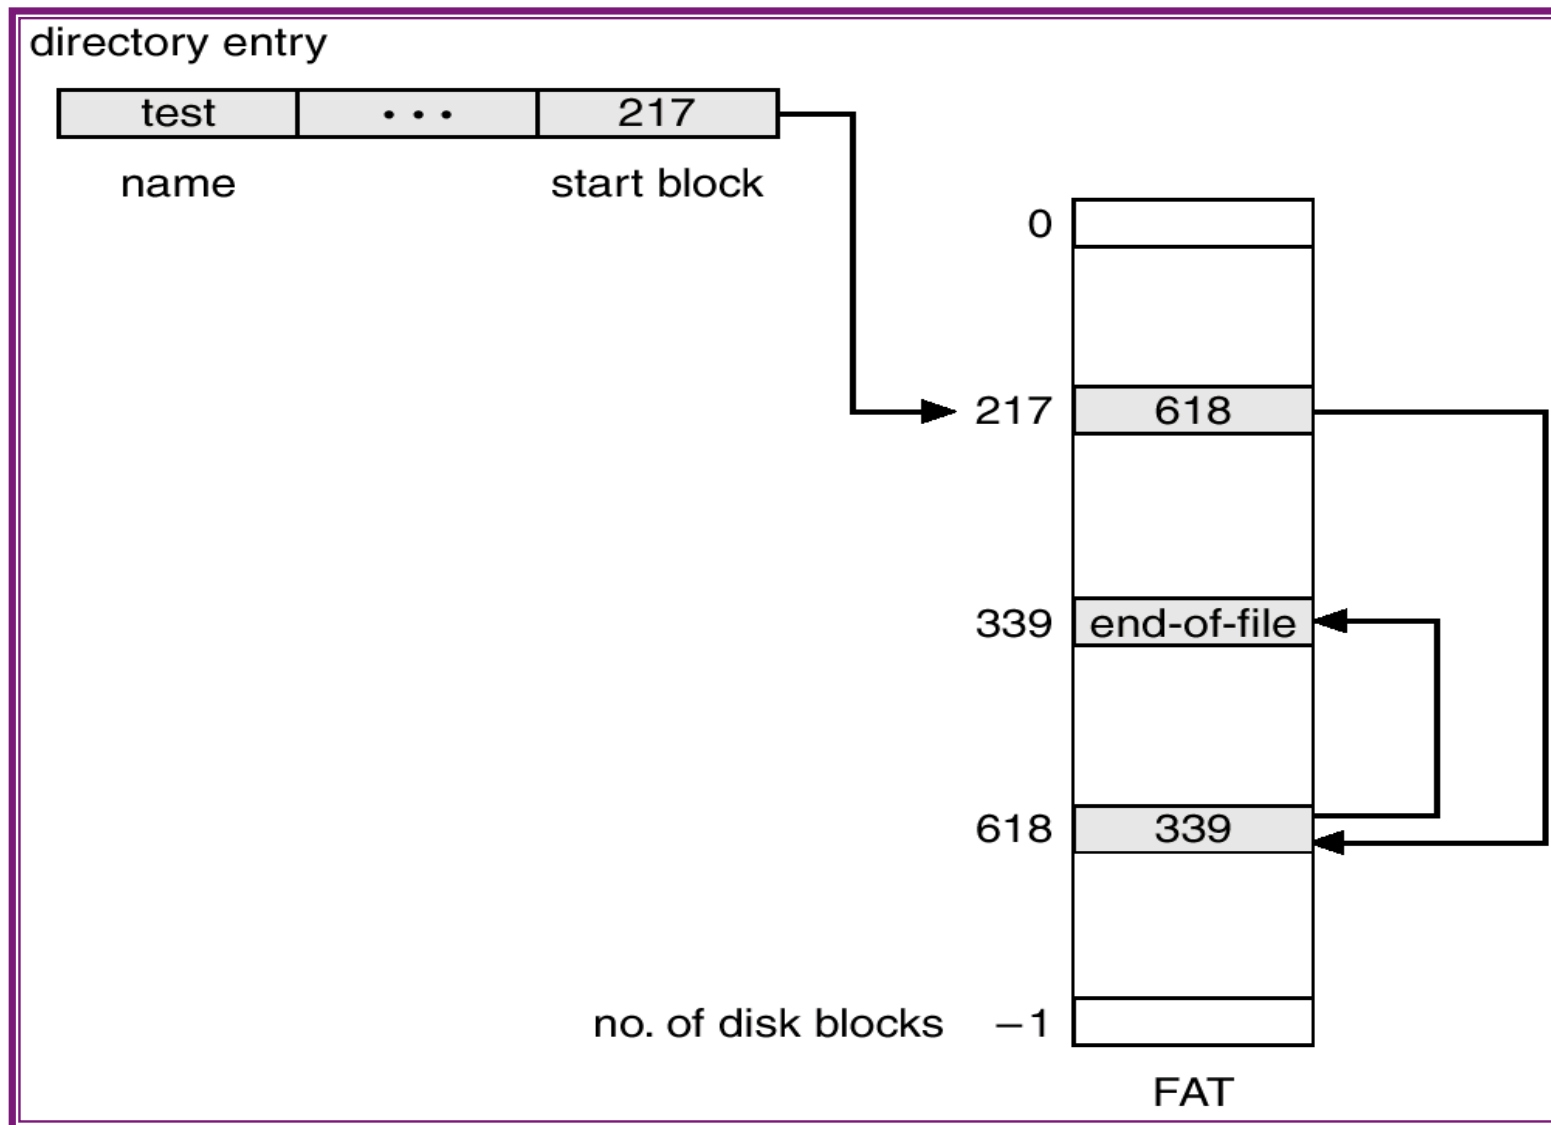 directory entry
test • • • 217
name start block
0
217 618
339 end-of-file
618 339
no. of disk blocks –1
FAT